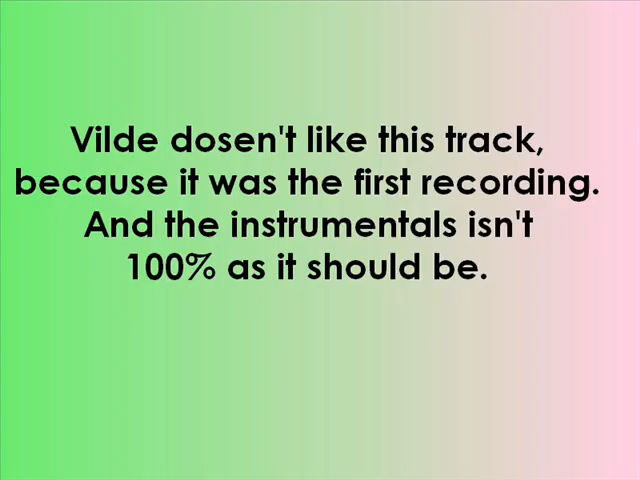 Vilde dosen't like this track,
because it was the first recording.
And the instrumentals isn't
100% as it should be.